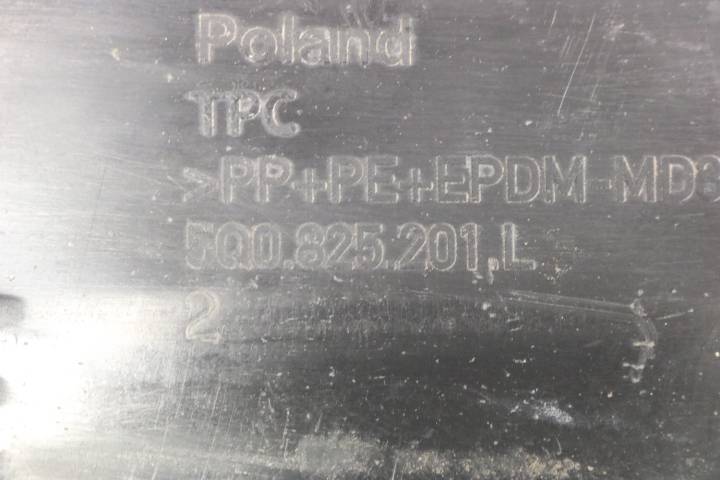 Poland
TPC
>PP+PE+EPDM-MD
5Q0.825.201.L
2